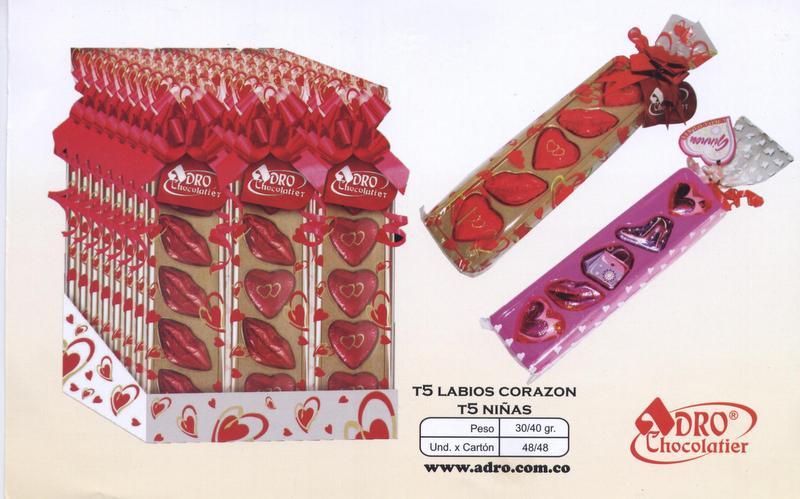 ADRO
Chocolatier
ADRO
Chocolatier
ADRO
Chocolatier
T5 LABIOS CORAZON
T5 NIÑAS
Peso 30/40 gr.
Und. x Cartón 48/48
www.adro.com.co
ADRO®
Chocolatier